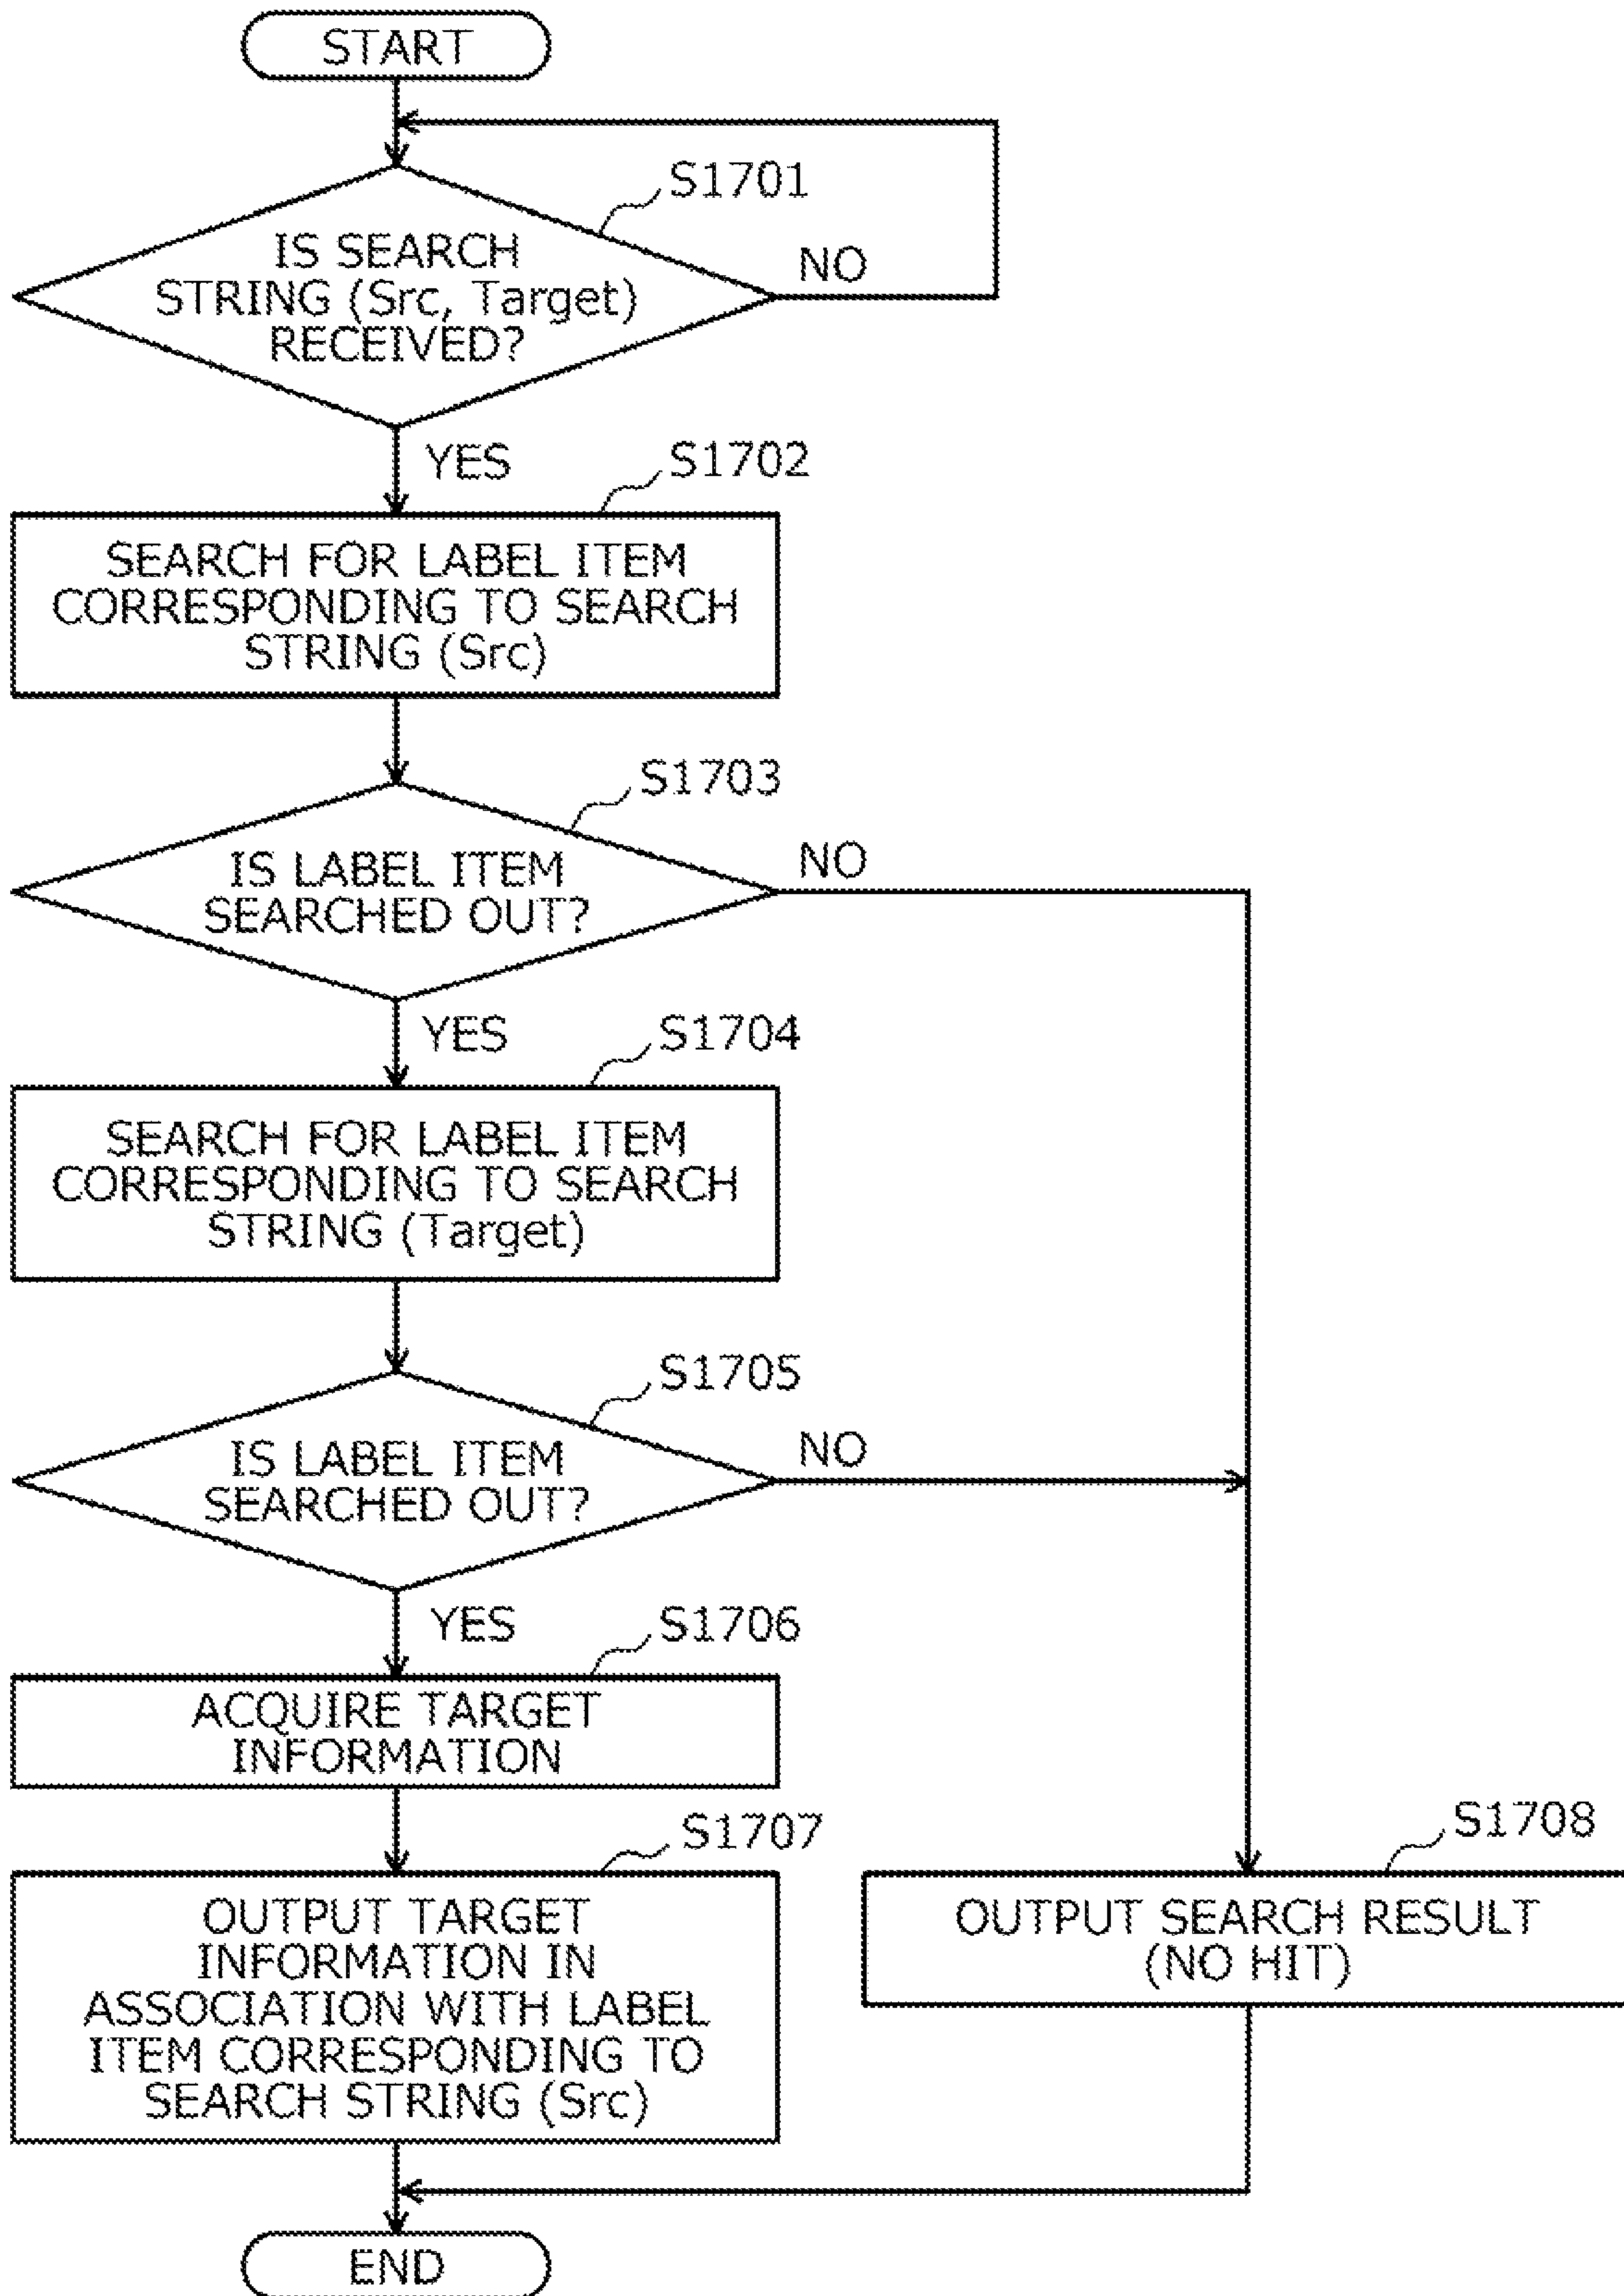 START
S1701
IS SEARCH
STRING (Src, Target)
RECEIVED?
NO
YES
S1702
SEARCH FOR LABEL ITEM
CORRESPONDING TO SEARCH
STRING (Src)
S1703
IS LABEL ITEM
SEARCHED OUT?
NO
YES
S1704
SEARCH FOR LABEL ITEM
CORRESPONDING TO SEARCH
STRING (Target)
S1705
IS LABEL ITEM
SEARCHED OUT?
NO
YES
S1706
ACQUIRE TARGET
INFORMATION
S1707
OUTPUT TARGET
INFORMATION IN
ASSOCIATION WITH LABEL
ITEM CORRESPONDING TO
SEARCH STRING (Src)
S1708
OUTPUT SEARCH RESULT
(NO HIT)
END